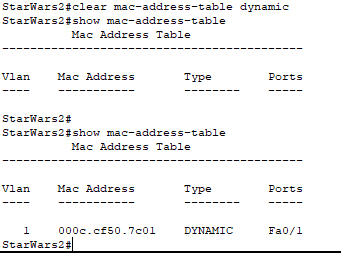 StarWars2#clear mac-address-table dynamic
StarWars2#show mac-address-table
          Mac Address Table
-------------------------------------------
Vlan    Mac Address       Type        Ports
----    -----------       --------    -----
StarWars2#
StarWars2#show mac-address-table
          Mac Address Table
-------------------------------------------
Vlan    Mac Address       Type        Ports
----    -----------       --------    -----
   1    000c.cf50.7c01    DYNAMIC     Fa0/1
StarWars2#